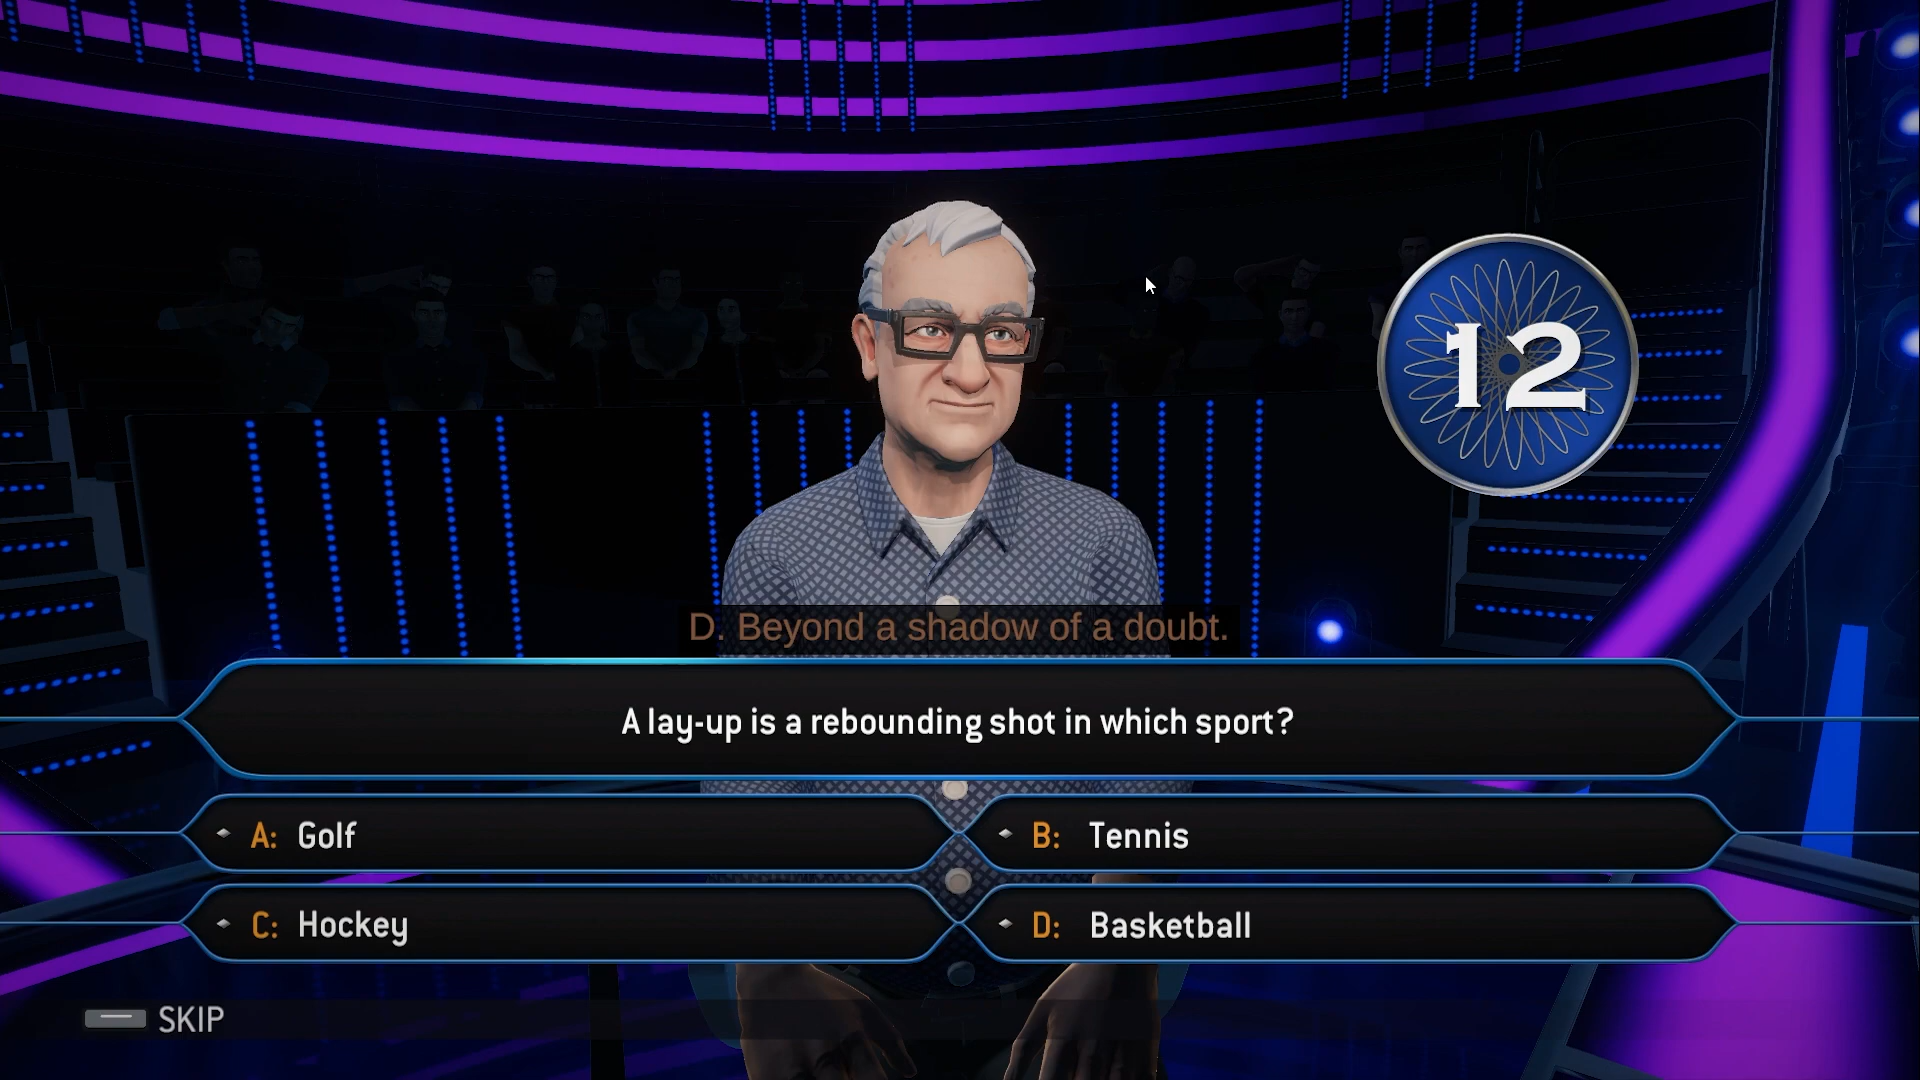 12
D. Beyond a shadow of a doubt.
A lay-up is a rebounding shot in which sport?
A: Golf
B: Tennis
C: Hockey
D: Basketball
SKIP